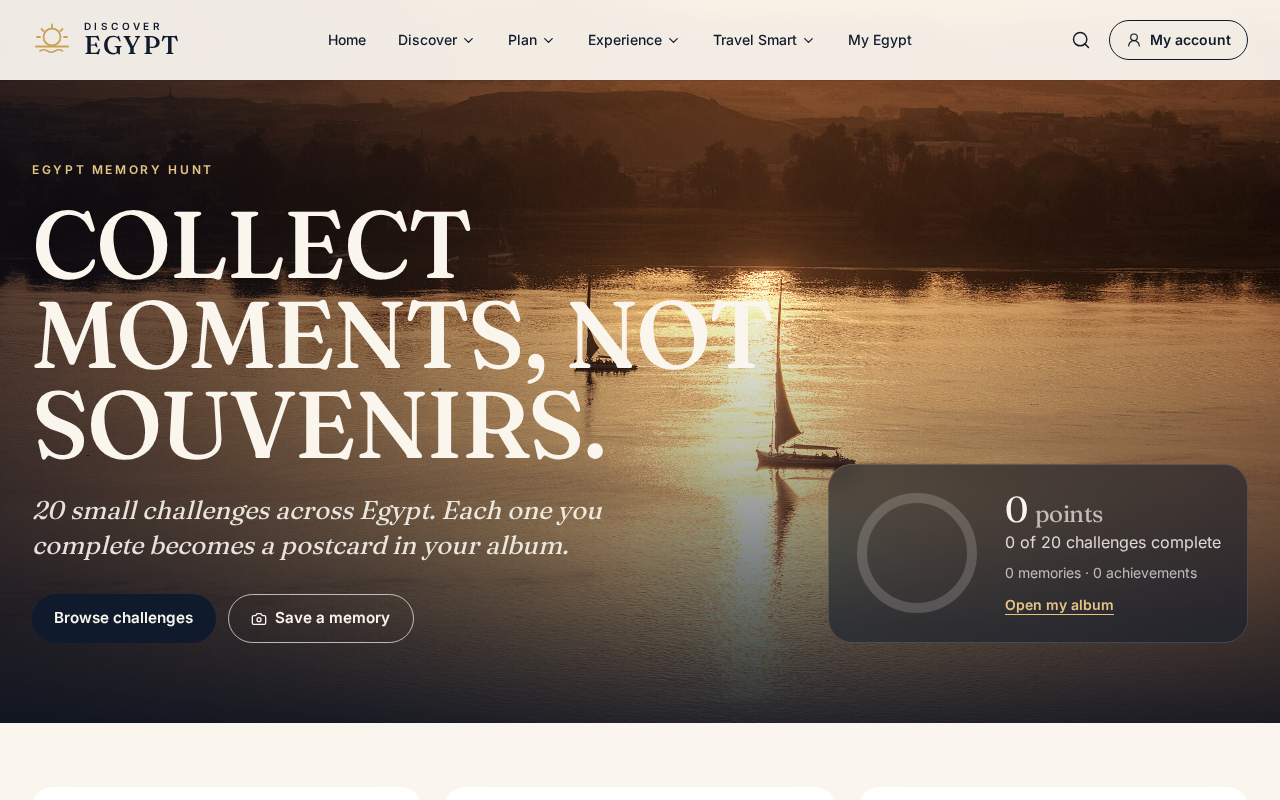 DISCOVER
EGYPT
Home
Discover
Plan
Experience
Travel Smart
My Egypt
My account
EGYPT MEMORY HUNT
COLLECT
MOMENTS, NOT
SOUVENIRS.
20 small challenges across Egypt. Each one you
complete becomes a postcard in your album.
Browse challenges
Save a memory
0 points
0 of 20 challenges complete
0 memories · 0 achievements
Open my album